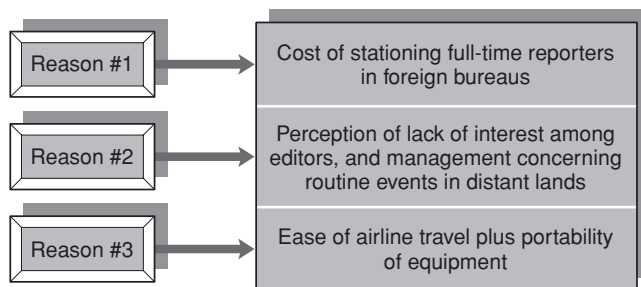 Reason #1
Cost of stationing full-time reporters
in foreign bureaus
Reason #2
Perception of lack of interest among
editors, and management concerning
routine events in distant lands
Reason #3
Ease of airline travel plus portability
of equipment